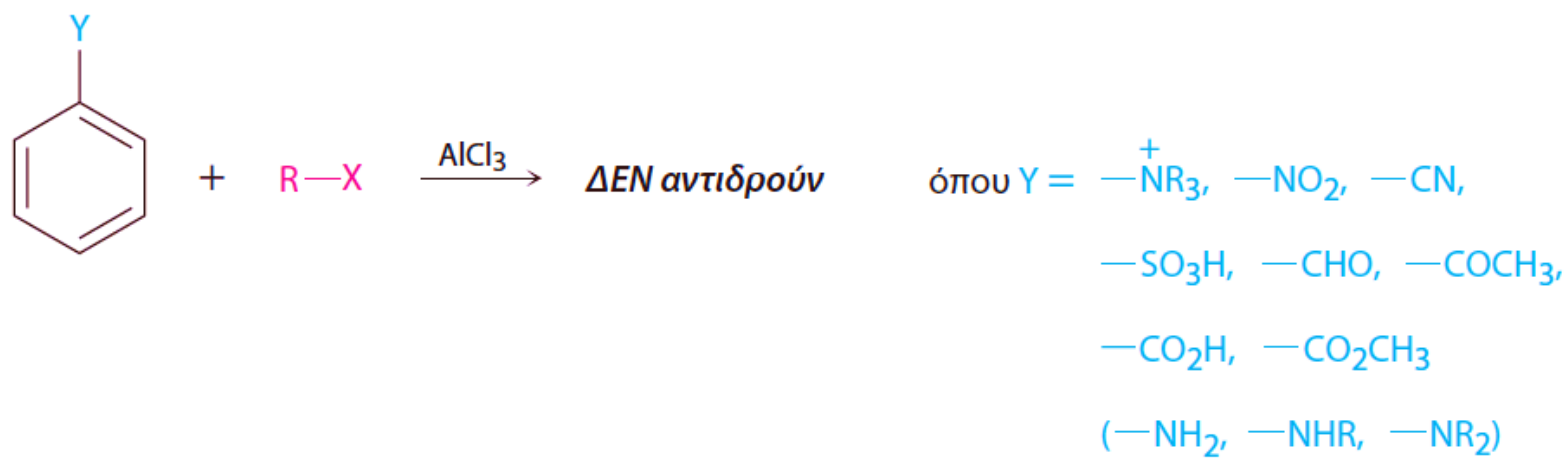 Y
AlCl₃
+ R—X ΔΕΝ αντιδρούν όπου Y = —N⁺R₃, —NO₂, —CN,
—SO₃H, —CHO, —COCH₃,
—CO₂H, —CO₂CH₃
(—NH₂, —NHR, —NR₂)